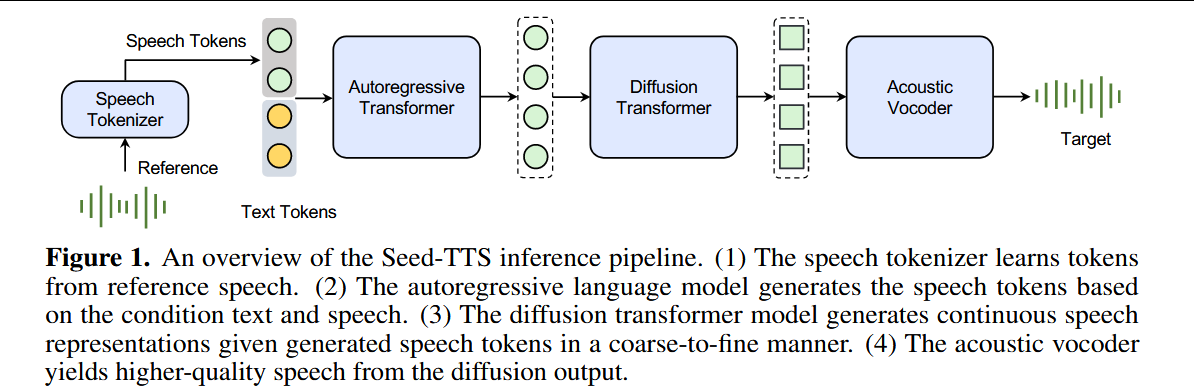 Speech Tokens
Speech
Tokenizer
Reference
Text Tokens
Autoregressive
Transformer
Diffusion
Transformer
Acoustic
Vocoder
Target
Figure 1. An overview of the Seed-TTS inference pipeline. (1) The speech tokenizer learns tokens
from reference speech. (2) The autoregressive language model generates the speech tokens based
on the condition text and speech. (3) The diffusion transformer model generates continuous speech
representations given generated speech tokens in a coarse-to-fine manner. (4) The acoustic vocoder
yields higher-quality speech from the diffusion output.